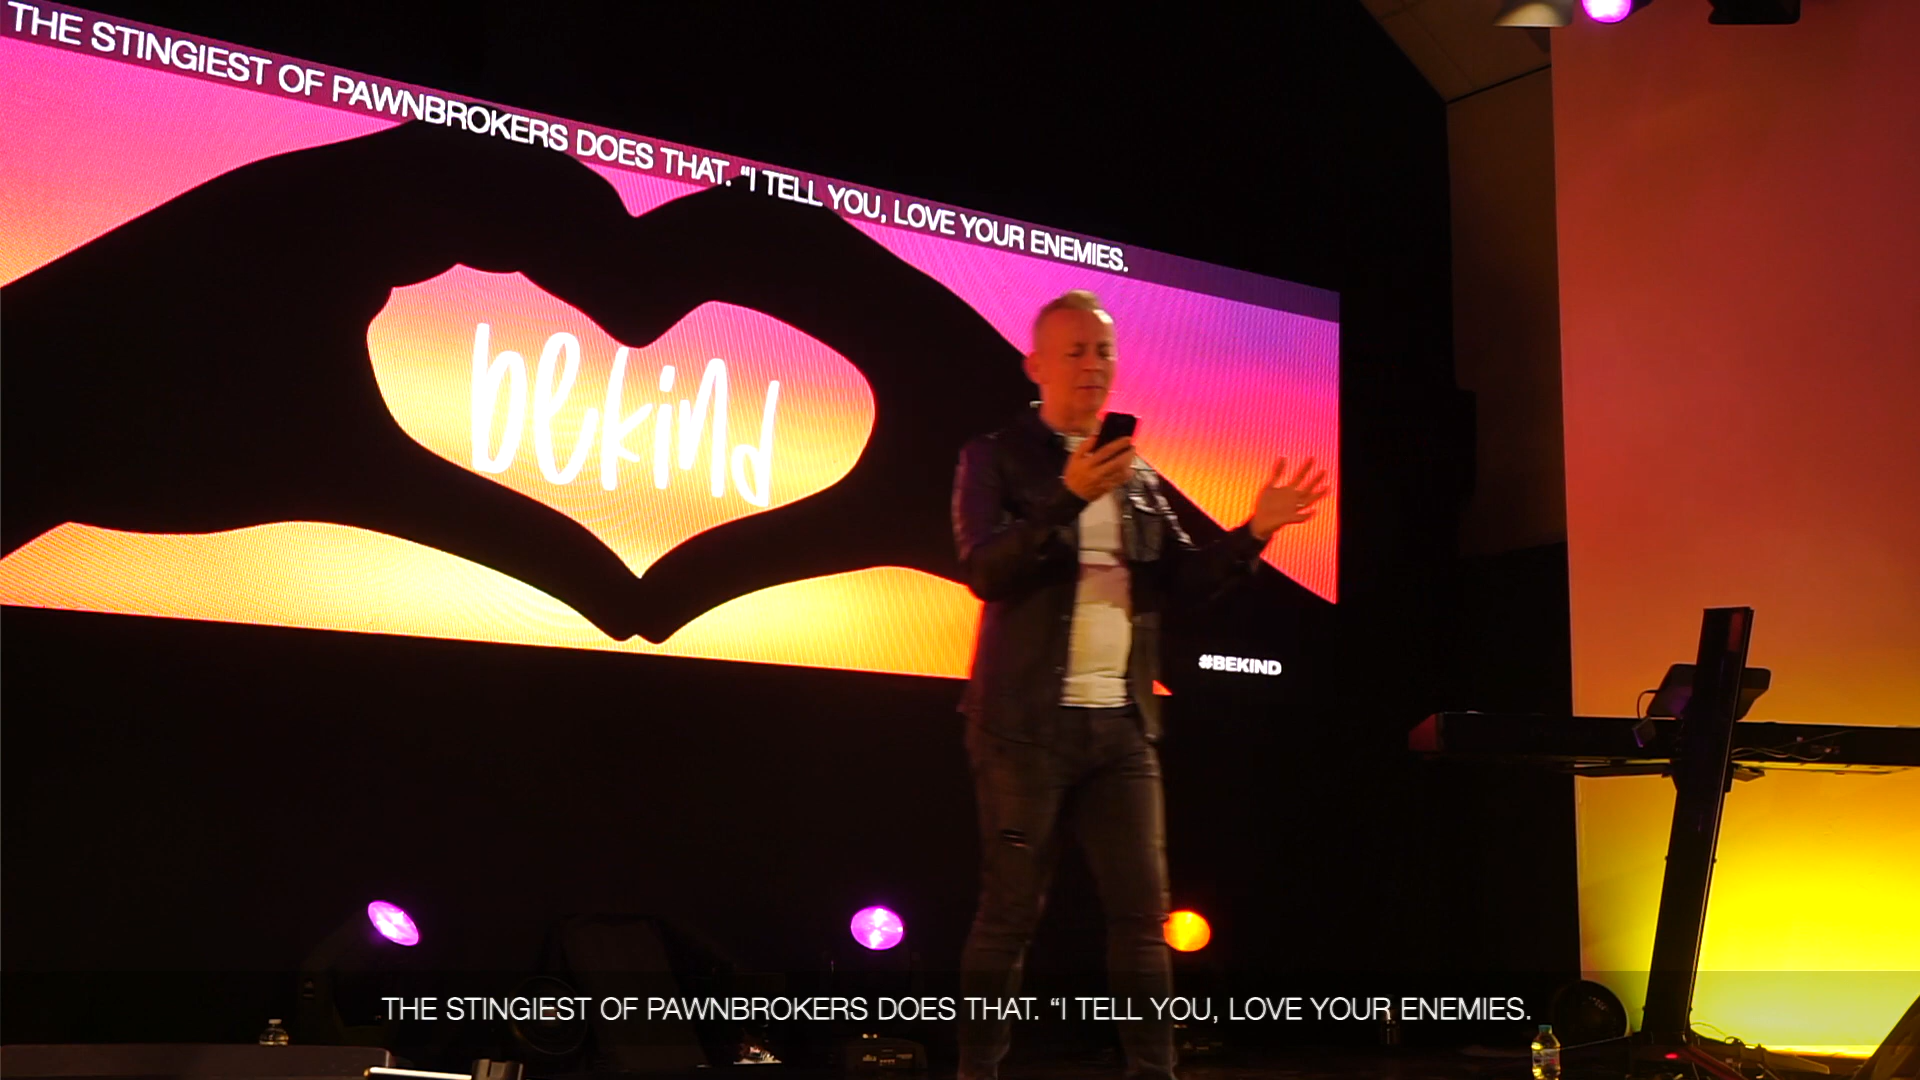 THE STINGIEST OF PAWNBROKERS DOES THAT. “I TELL YOU, LOVE YOUR ENEMIES.
bekind
#BEKIND
THE STINGIEST OF PAWNBROKERS DOES THAT. “I TELL YOU, LOVE YOUR ENEMIES.